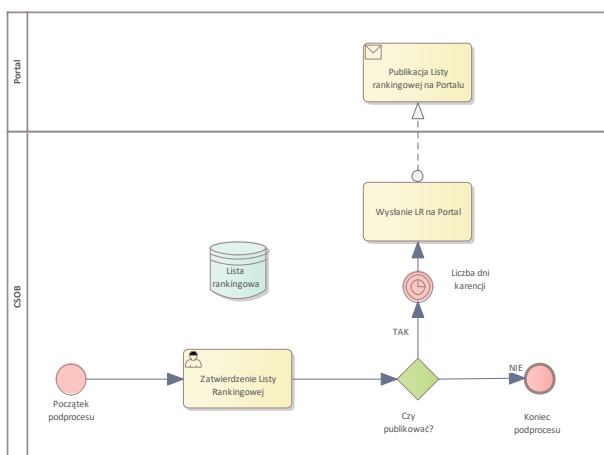 Portal
Publikacja Listy
rankingowej na Portalu
CSOB
Wysłanie LR na Portal
Lista
rankingowa
Liczba dni
karencji
TAK
Zatwierdzenie Listy
Rankingowej
NIE
Początek
podprocesu
Czy
publikować?
Koniec
podprocesu